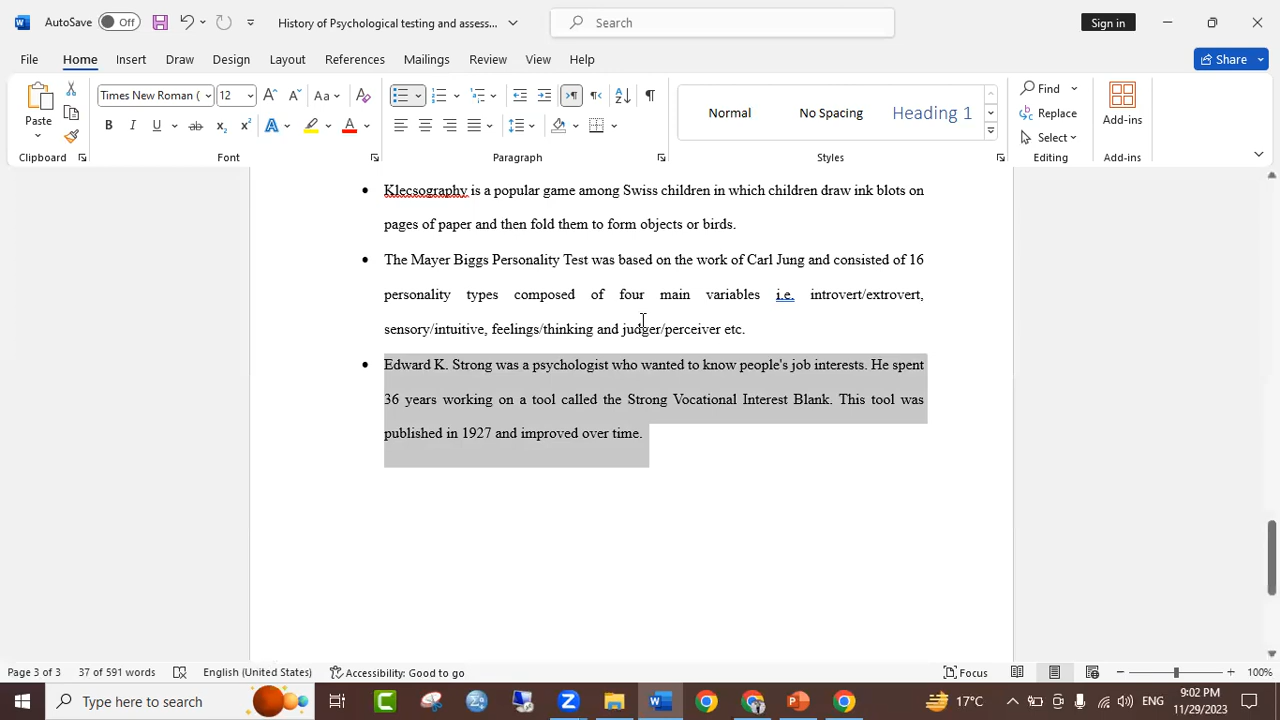 AutoSave Off History of Psychological testing and assess... Search Sign in
File Home Insert Draw Design Layout References Mailings Review View Help Share
Paste Times New Roman ( 12 Aa Normal No Spacing Heading 1 Find Replace Select Add-ins
Clipboard Font Paragraph Styles Editing Add-ins
• Klecsography is a popular game among Swiss children in which children draw ink blots on
pages of paper and then fold them to form objects or birds.
• The Mayer Biggs Personality Test was based on the work of Carl Jung and consisted of 16
personality types composed of four main variables i.e. introvert/extrovert,
sensory/intuitive, feelings/thinking and judger/perceiver etc.
• Edward K. Strong was a psychologist who wanted to know people's job interests. He spent
36 years working on a tool called the Strong Vocational Interest Blank. This tool was
published in 1927 and improved over time.
Page 3 of 3 37 of 591 words English (United States) Accessibility: Good to go Focus 100%
Type here to search 17°C ENG 9:02 PM
11/29/2023